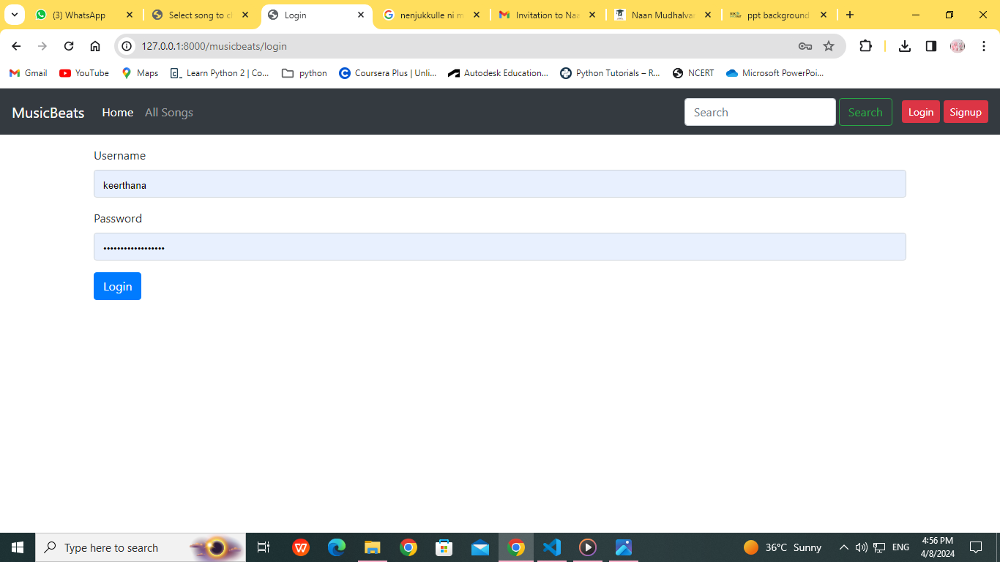 (3) WhatsApp
Select song to cl
Login
nenjukkulle ni m
Invitation to Naa
Naan Mudhalvan
ppt background
127.0.0.1:8000/musicbeats/login
Gmail
YouTube
Maps
Learn Python 2 | Co...
python
Coursera Plus | Unli...
Autodesk Education...
Python Tutorials – R...
NCERT
Microsoft PowerPoi...
MusicBeats
Home
All Songs
Search
Search
Login
Signup
Username
keerthana
Password
••••••••••••••••••
Login
Type here to search
36°C Sunny
ENG
4:56 PM
4/8/2024